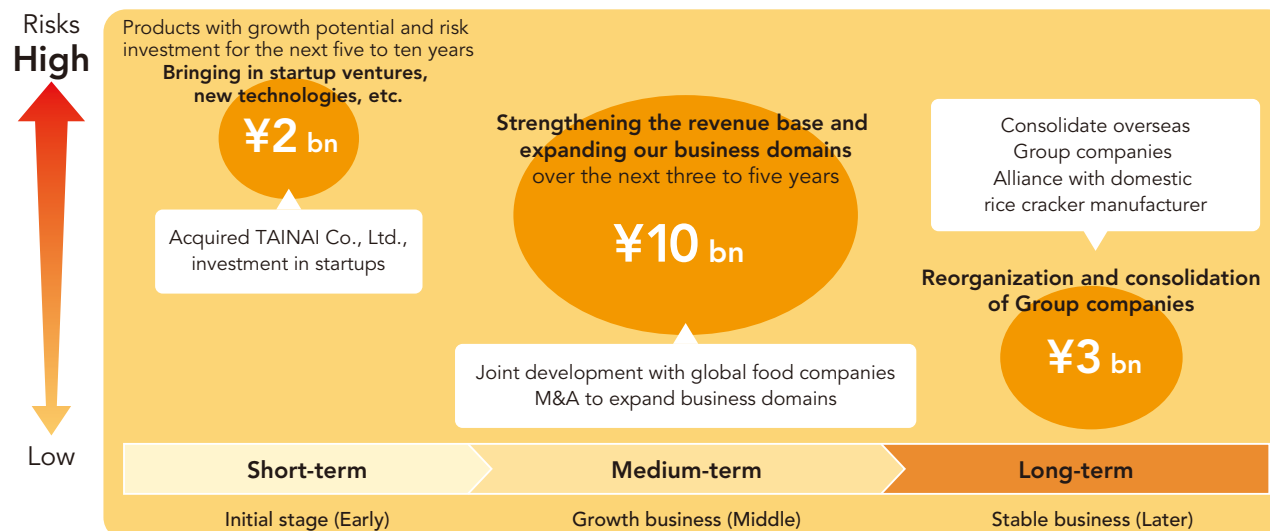 Risks
High
Low
Products with growth potential and risk
investment for the next five to ten years
Bringing in startup ventures,
new technologies, etc.
¥2 bn
Acquired TAINAI Co., Ltd.,
investment in startups
Strengthening the revenue base and
expanding our business domains
over the next three to five years
¥10 bn
Joint development with global food companies
M&A to expand business domains
Consolidate overseas
Group companies
Alliance with domestic
rice cracker manufacturer
Reorganization and consolidation
of Group companies
¥3 bn
Short-term
Medium-term
Long-term
Initial stage (Early)
Growth business (Middle)
Stable business (Later)